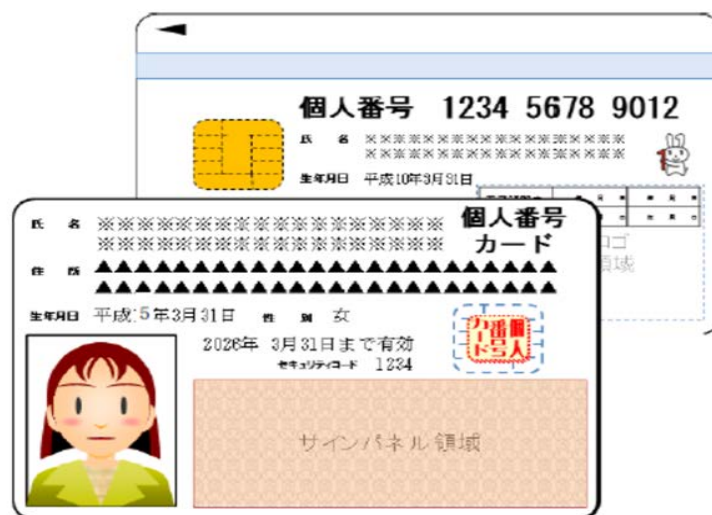 個人番号 1234 5678 9012
氏 名 ※※※※※※※※※※※※※※※※※※
※※※※※※※※※※※※※※※※※※
生年月日 平成10年3月31日
ロゴ
領域
個人番号
カード
氏 名 ※※※※※※※※※※※※※※※※※※※
※※※※※※※※※※※※※※※※※※※
住 所 ▲▲▲▲▲▲▲▲▲▲▲▲▲▲▲▲▲▲▲▲▲▲▲▲▲
▲▲▲▲▲▲▲▲▲▲▲▲▲▲▲▲▲▲▲▲▲▲▲▲▲
生年月日 平成15年3月31日 性 別 女
2026年 3月31日まで有効
セキュリティコード 1234
個人
番号
カード
サインパネル領域